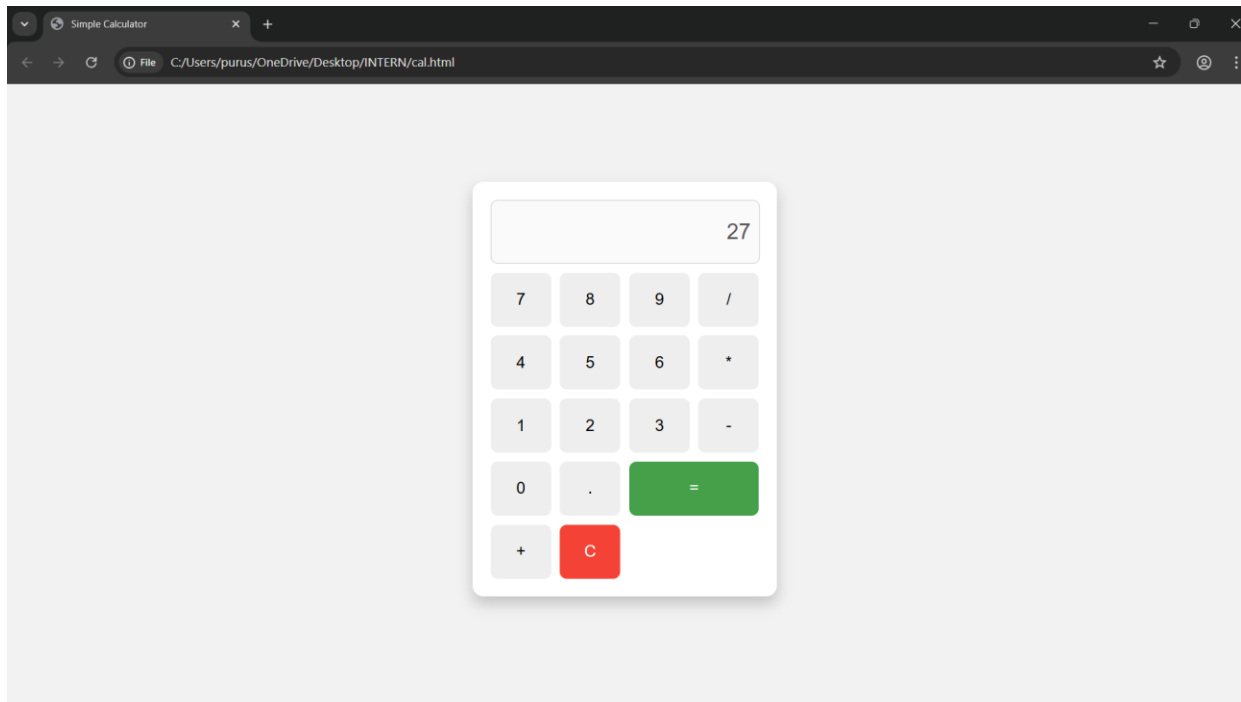 Simple Calculator
File C:/Users/purus/OneDrive/Desktop/INTERN/cal.html
27
7 8 9 /
4 5 6 *
1 2 3 -
0 . =
+ C